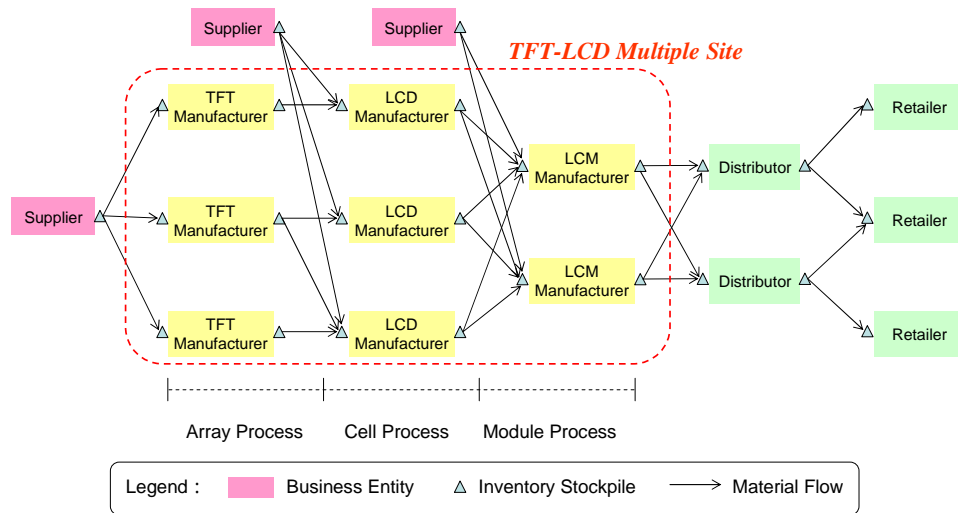 Supplier
Supplier
TFT-LCD Multiple Site
TFT
Manufacturer
LCD
Manufacturer
Retailer
LCM
Manufacturer
Distributor
Supplier
TFT
Manufacturer
LCD
Manufacturer
Retailer
LCM
Manufacturer
Distributor
TFT
Manufacturer
LCD
Manufacturer
Retailer
Array Process
Cell Process
Module Process
Legend :
Business Entity
Inventory Stockpile
Material Flow